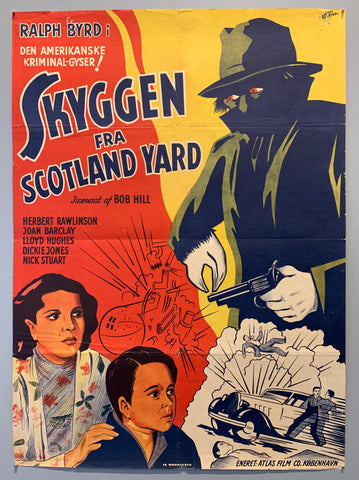 RALPH BYRD i
DEN AMERIKANSKE
KRIMINAL-GYSER!
SKYGGEN
FRA
SCOTLAND YARD
Iscenesat af BOB HILL
HERBERT RAWLINSON
JOAN BARCLAY
LLOYD HUGHES
DICKIE JONES
NICK STUART
ENERET: ATLAS FILM CO. KØBENHAVN